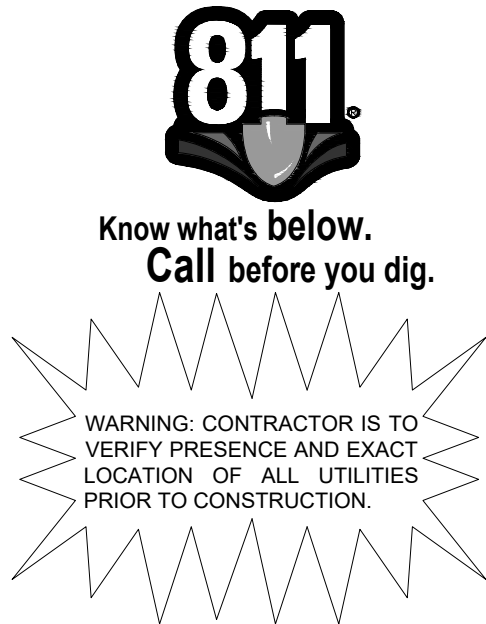 811®
Know what's below.
Call before you dig.
WARNING: CONTRACTOR IS TO
VERIFY PRESENCE AND EXACT
LOCATION OF ALL UTILITIES
PRIOR TO CONSTRUCTION.